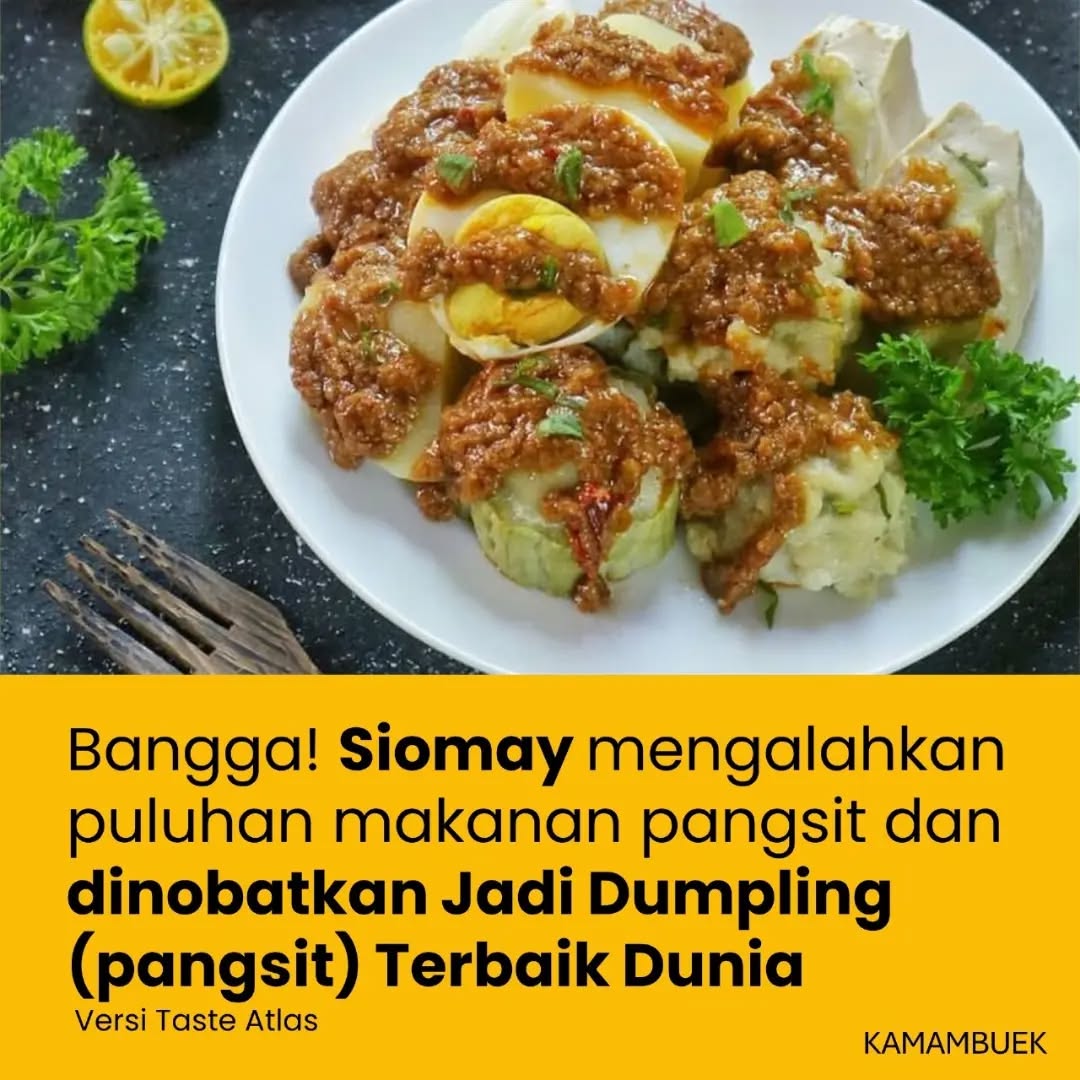 Bangga! Siomay mengalahkan
puluhan makanan pangsit dan
dinobatkan Jadi Dumpling
(pangsit) Terbaik Dunia
Versi Taste Atlas
KAMAMBUEK